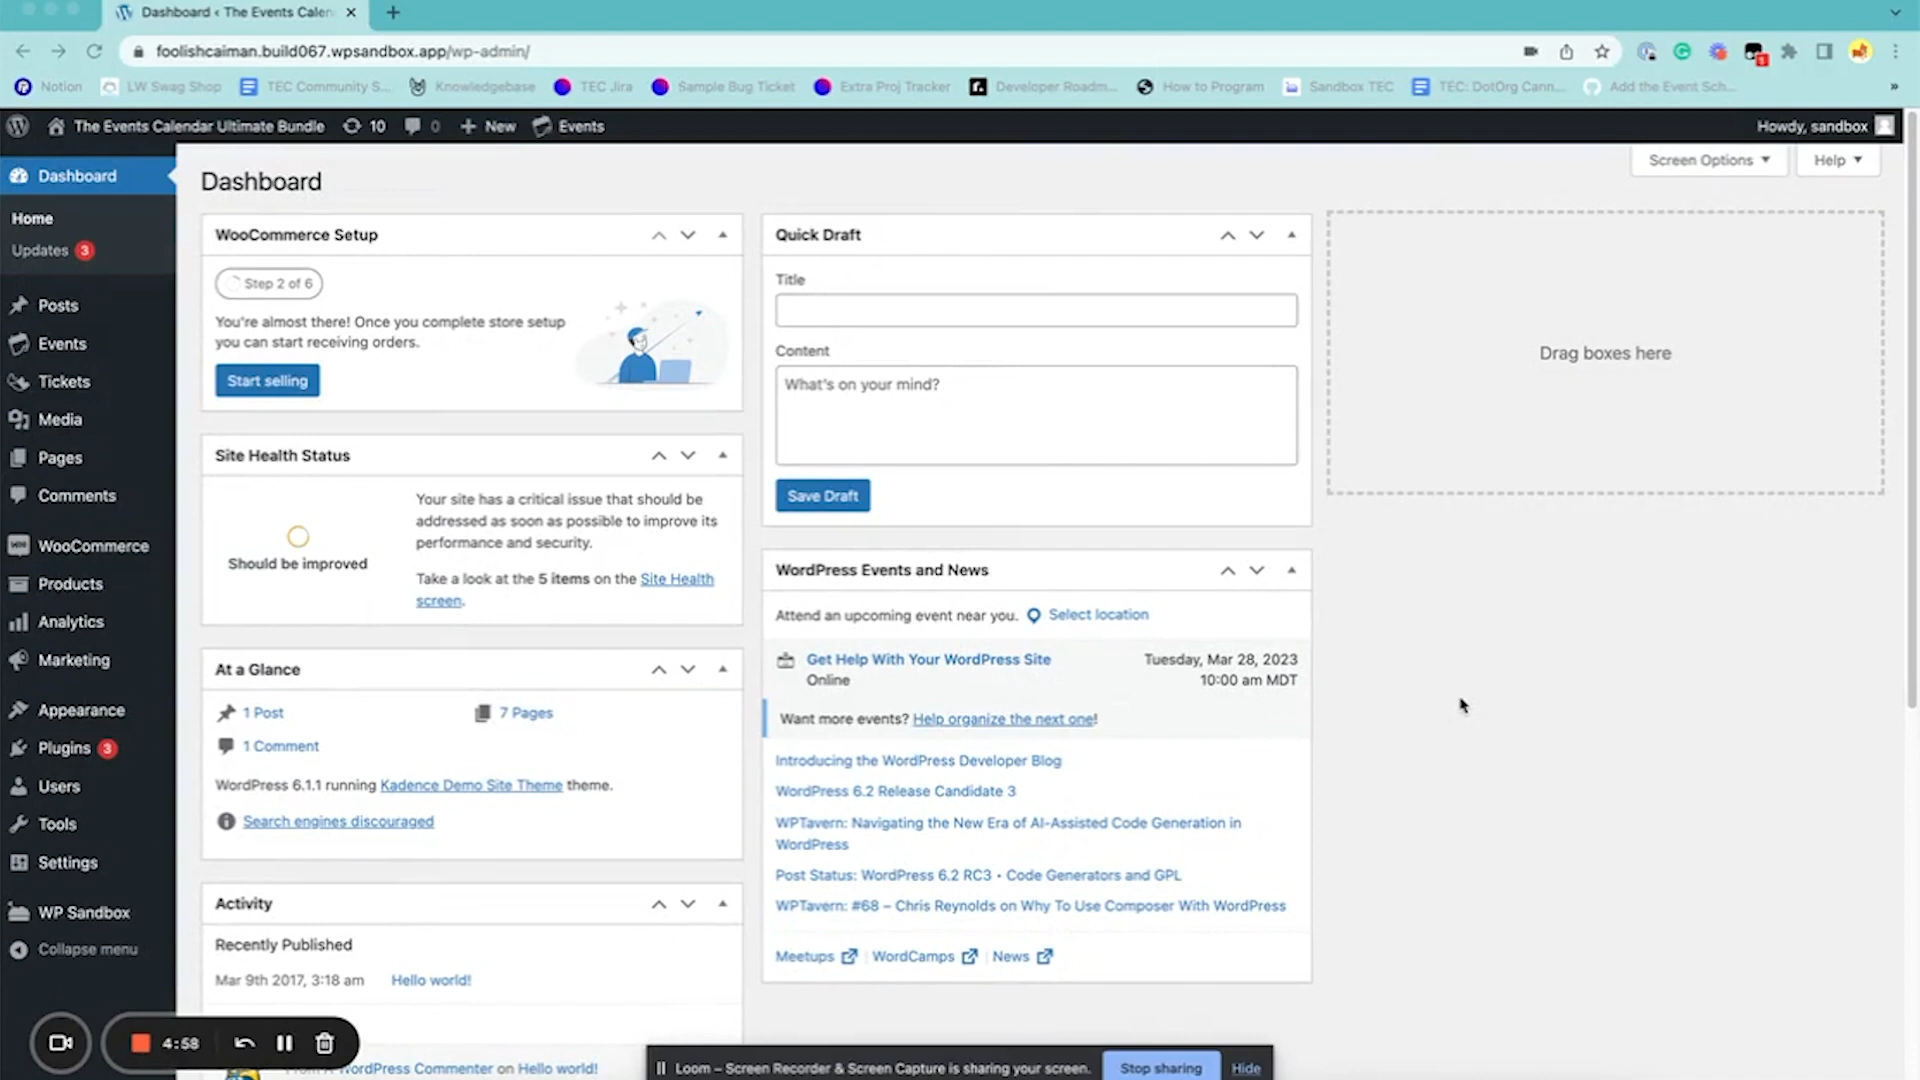 Dashboard < The Events Calen
foolishcaiman.build067.wpsandbox.app/wp-admin/
Notion
LW Swag Shop
TEC Community S...
Knowledgebase
TEC Jira
Sample Bug Ticket
Extra Proj Tracker
Developer Roadm...
How to Program
Sandbox TEC
TEC: DotOrg Cann...
Add the Event Sch...
The Events Calendar Ultimate Bundle
10
0
New
Events
Howdy, sandbox
Screen Options
Help
Dashboard
Home
Updates 3
Posts
Events
Tickets
Media
Pages
Comments
WooCommerce
Products
Analytics
Marketing
Appearance
Plugins 3
Users
Tools
Settings
WP Sandbox
Collapse menu
Dashboard
WooCommerce Setup
Step 2 of 6
You're almost there! Once you complete store setup
you can start receiving orders.
Start selling
Site Health Status
Should be improved
Your site has a critical issue that should be
addressed as soon as possible to improve its
performance and security.
Take a look at the 5 items on the Site Health
screen.
At a Glance
1 Post
7 Pages
1 Comment
WordPress 6.1.1 running Kadence Demo Site Theme theme.
Search engines discouraged
Activity
Recently Published
Mar 9th 2017, 3:18 am
Hello world!
WordPress Commenter on Hello world!
Quick Draft
Title
Content
What's on your mind?
Save Draft
WordPress Events and News
Attend an upcoming event near you.
Select location
Get Help With Your WordPress Site
Online
Tuesday, Mar 28, 2023
10:00 am MDT
Want more events? Help organize the next one!
Introducing the WordPress Developer Blog
WordPress 6.2 Release Candidate 3
WPTavern: Navigating the New Era of AI-Assisted Code Generation in
WordPress
Post Status: WordPress 6.2 RC3 • Code Generators and GPL
WPTavern: #68 – Chris Reynolds on Why To Use Composer With WordPress
Meetups
WordCamps
News
Drag boxes here
4:58
Loom – Screen Recorder & Screen Capture is sharing your screen.
Stop sharing
Hide